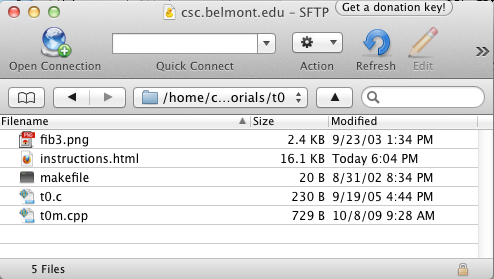 csc.belmont.edu – SFTP
Get a donation key!
Open Connection Quick Connect Action Refresh Edit
/home/c...orials/t0
Filename Size Modified
fib3.png 2.4 KB 9/23/03 1:34 PM
instructions.html 16.1 KB Today 6:04 PM
makefile 20 B 8/31/02 8:34 PM
t0.c 230 B 9/19/05 4:44 PM
t0m.cpp 729 B 10/8/09 9:28 AM
5 Files